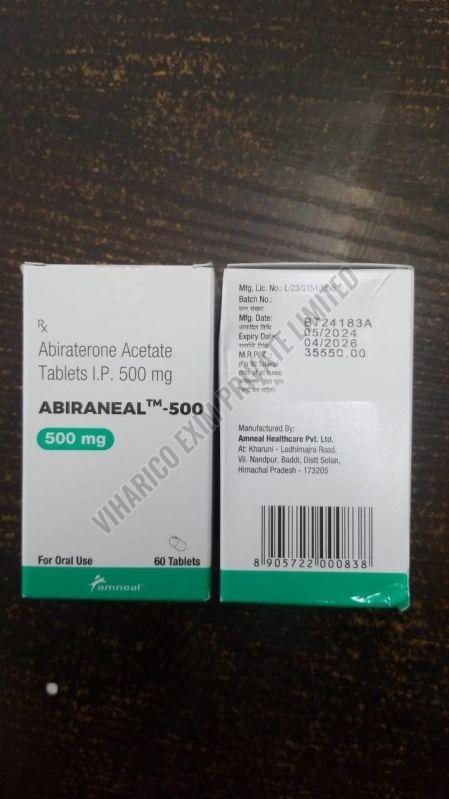 Rx
Abiraterone Acetate
Tablets I.P. 500 mg
ABIRANEAL™-500
500 mg
For Oral Use
60 Tablets
amneal
Mfg. Lic. No.:
Batch No.:
BT24183A
Mfg. Date:
05/2024
Expiry Date:
04/2026
M.R.P. ₹
35550.00
Manufactured By:
Amneal Healthcare Pvt. Ltd.
At: Kharuni - Lodhimajra Road,
Vil. Nandpur, Baddi, Distt Solan,
Himachal Pradesh - 173205
8 905722 000838
VIHARICO EXIM PRIVATE LIMITED